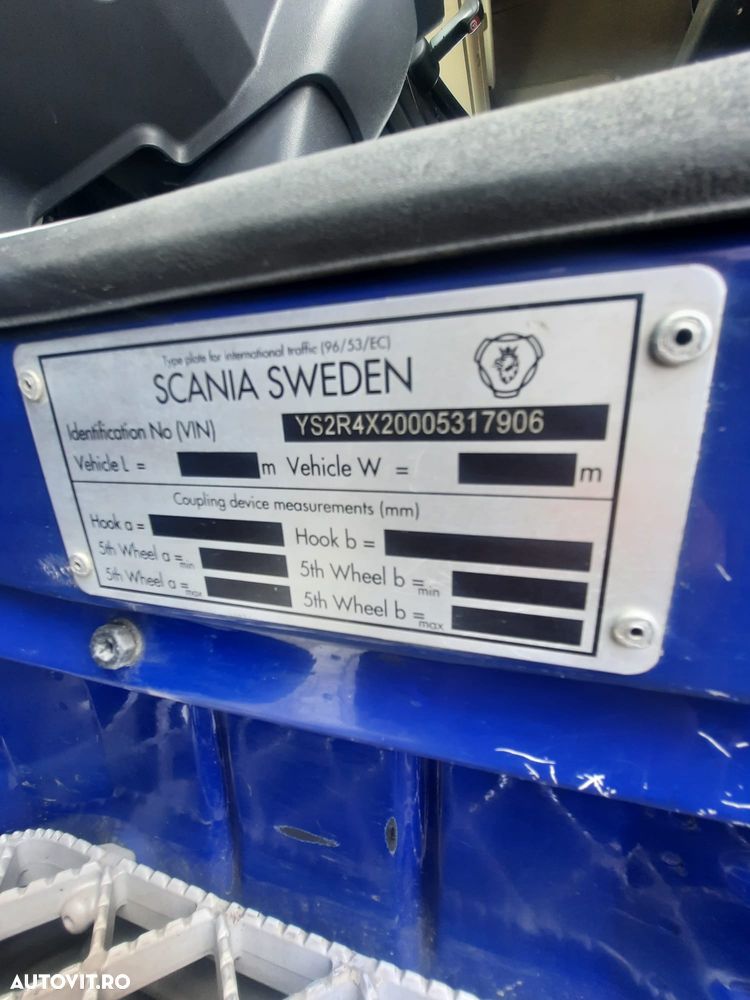 Type plate for international traffic (96/53/EC)
SCANIA SWEDEN
Identification No (VIN) YS2R4X20005317906
Vehicle L = m Vehicle W = m
Coupling device measurements (mm)
Hook a = Hook b =
5th Wheel a = min 5th Wheel b = min
5th Wheel a = max 5th Wheel b = max
AUTOVIT.RO